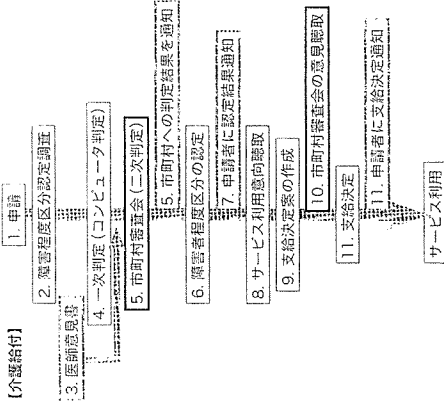 【介護給付】
1. 申請
2. 障害程度区分認定調査
3. 医師意見書
4. 一次判定(コンピュータ判定)
5. 市町村審査会(二次判定)
5. 市町村への判定結果を通知
6. 障害者程度区分の認定
7. 申請者に認定結果通知
8. サービス利用意向聴取
9. 支給決定案の作成
10. 市町村審査会の意見聴取
11. 支給決定
11. 申請者に支給決定通知
サービス利用